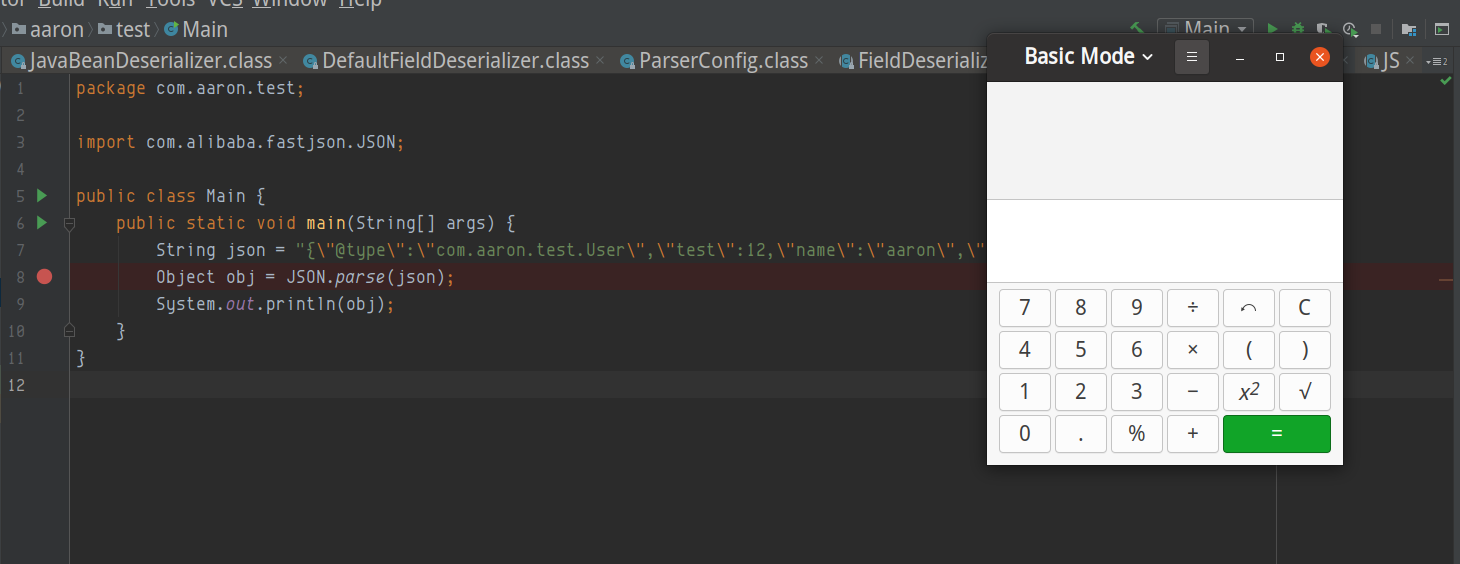 Build Run Tools VCS Window Help
aaron test Main
Main
JavaBeanDeserializer.class × DefaultFieldDeserializer.class × ParserConfig.class × × JS × 2
1 package com.aaron.test;
2
3 import com.alibaba.fastjson.JSON;
4
5 public class Main {
6 public static void main(String[] args) {
7 String json = "{\"@type\":\"com.aaron.test.User\",\"test\":12,\"name\":\"aaron\",\"
8 Object obj = JSON.parse(json);
9 System.out.println(obj);
10 }
11 }
12
Basic Mode
7 8 9 ÷ C
4 5 6 × ( )
1 2 3 − x² √
0 . % + =